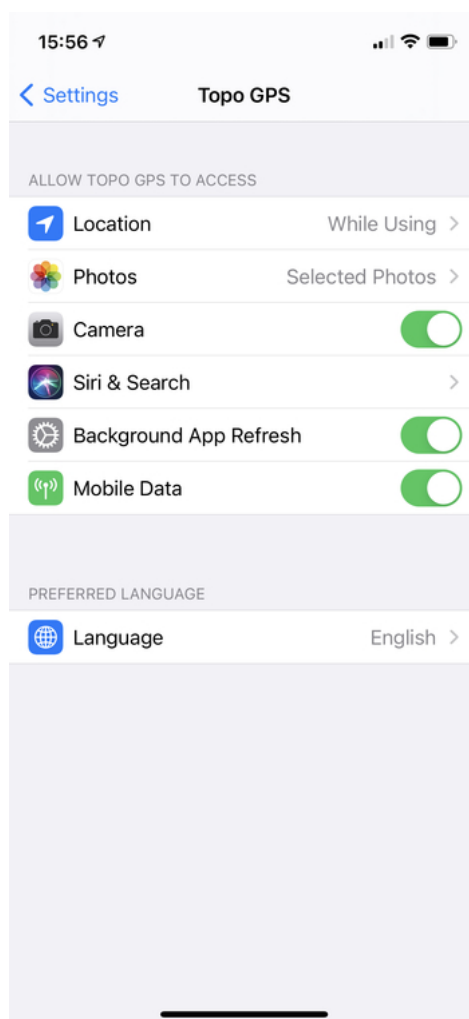 15:56
Settings Topo GPS
ALLOW TOPO GPS TO ACCESS
Location While Using
Photos Selected Photos
Camera
Siri & Search
Background App Refresh
Mobile Data
PREFERRED LANGUAGE
Language English